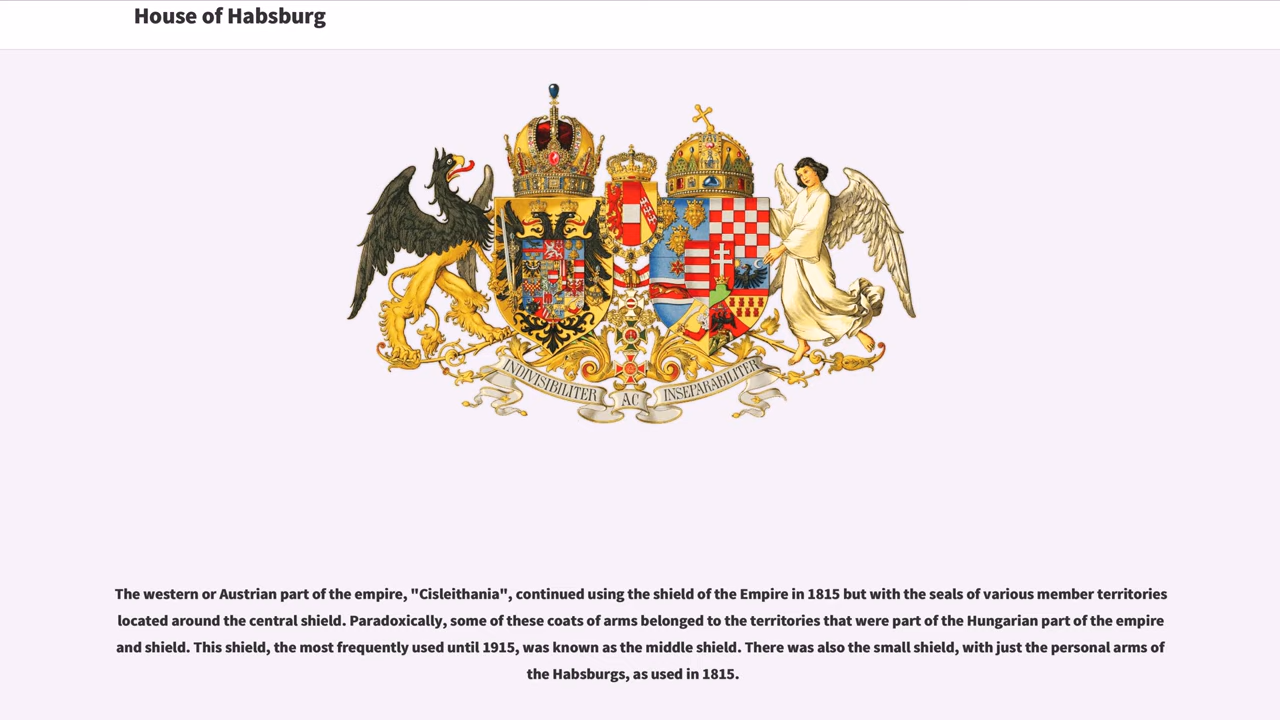 House of Habsburg
INDIVISIBILITER AC INSEPARABILITER
The western or Austrian part of the empire, "Cisleithania", continued using the shield of the Empire in 1815 but with the seals of various member territories
located around the central shield. Paradoxically, some of these coats of arms belonged to the territories that were part of the Hungarian part of the empire
and shield. This shield, the most frequently used until 1915, was known as the middle shield. There was also the small shield, with just the personal arms of
the Habsburgs, as used in 1815.